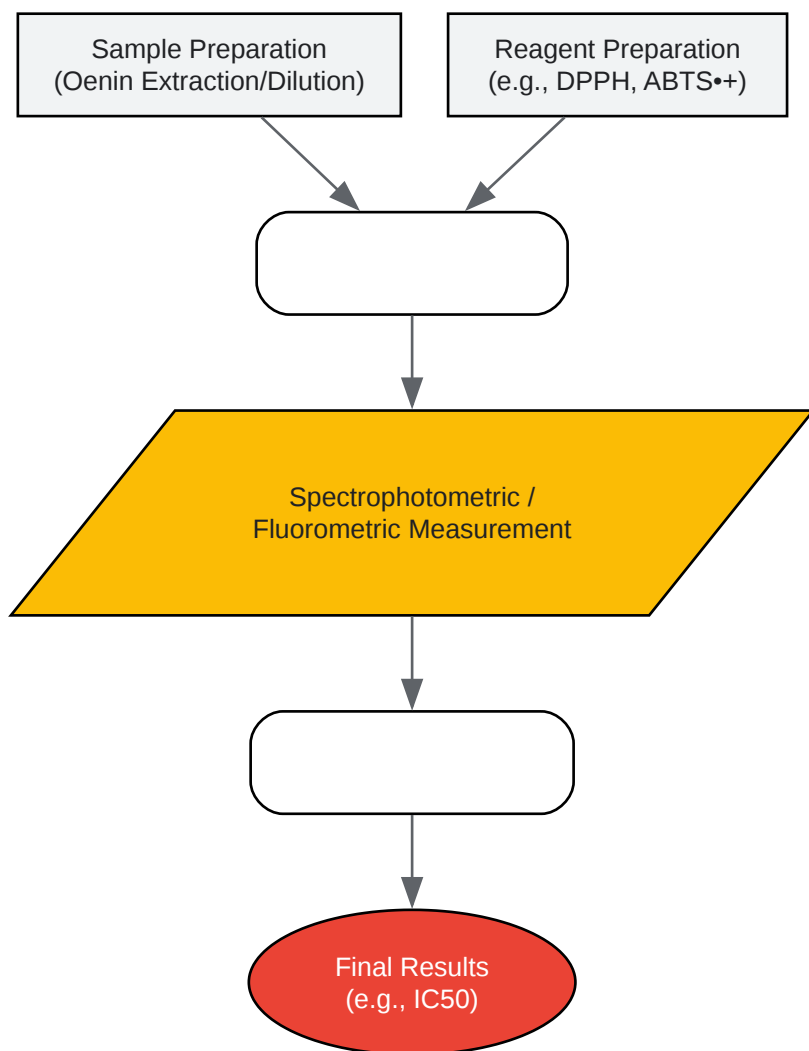 Sample Preparation
(Oenin Extraction/Dilution)
Reagent Preparation
(e.g., DPPH, ABTS•+)
Spectrophotometric /
Fluorometric Measurement
Final Results
(e.g., IC50)